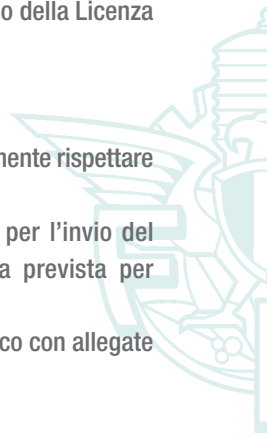 o della Licenza
mente rispettare
per l'invio del
a prevista per
co con allegate